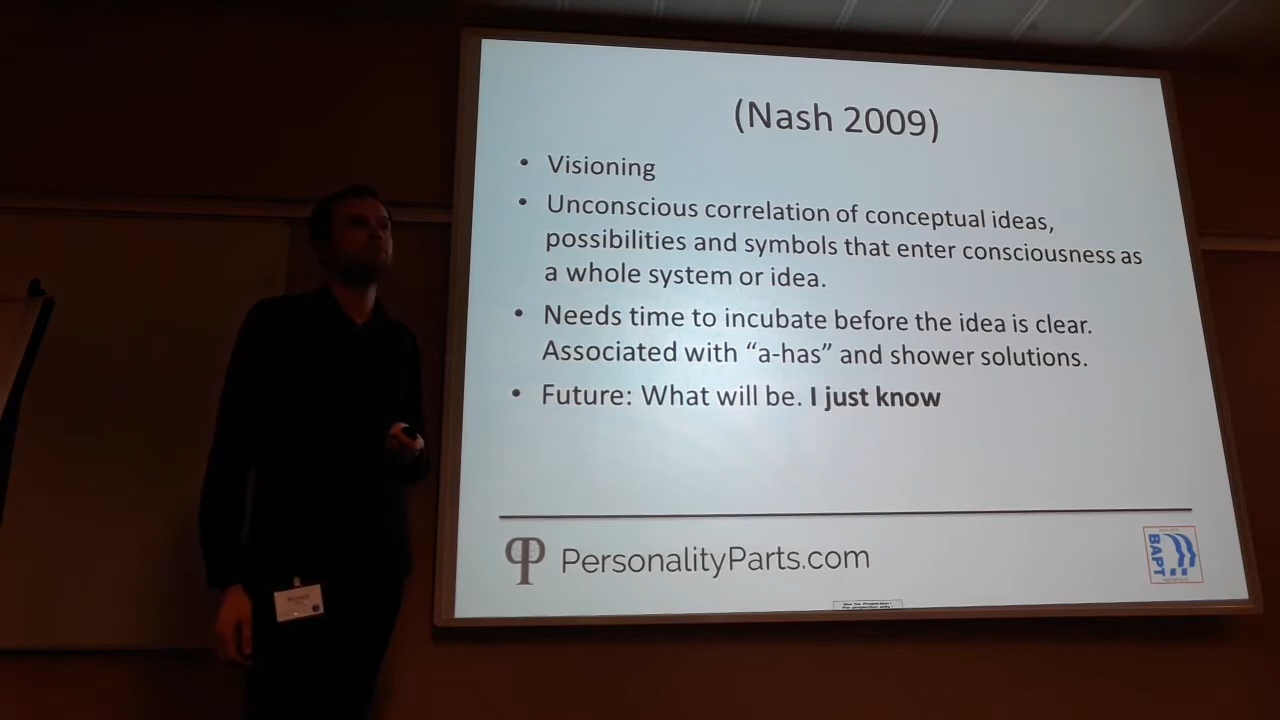 (Nash 2009)
• Visioning
• Unconscious correlation of conceptual ideas,
possibilities and symbols that enter consciousness as
a whole system or idea.
• Needs time to incubate before the idea is clear.
Associated with “a-has” and shower solutions.
• Future: What will be. I just know
PersonalityParts.com
BAPT